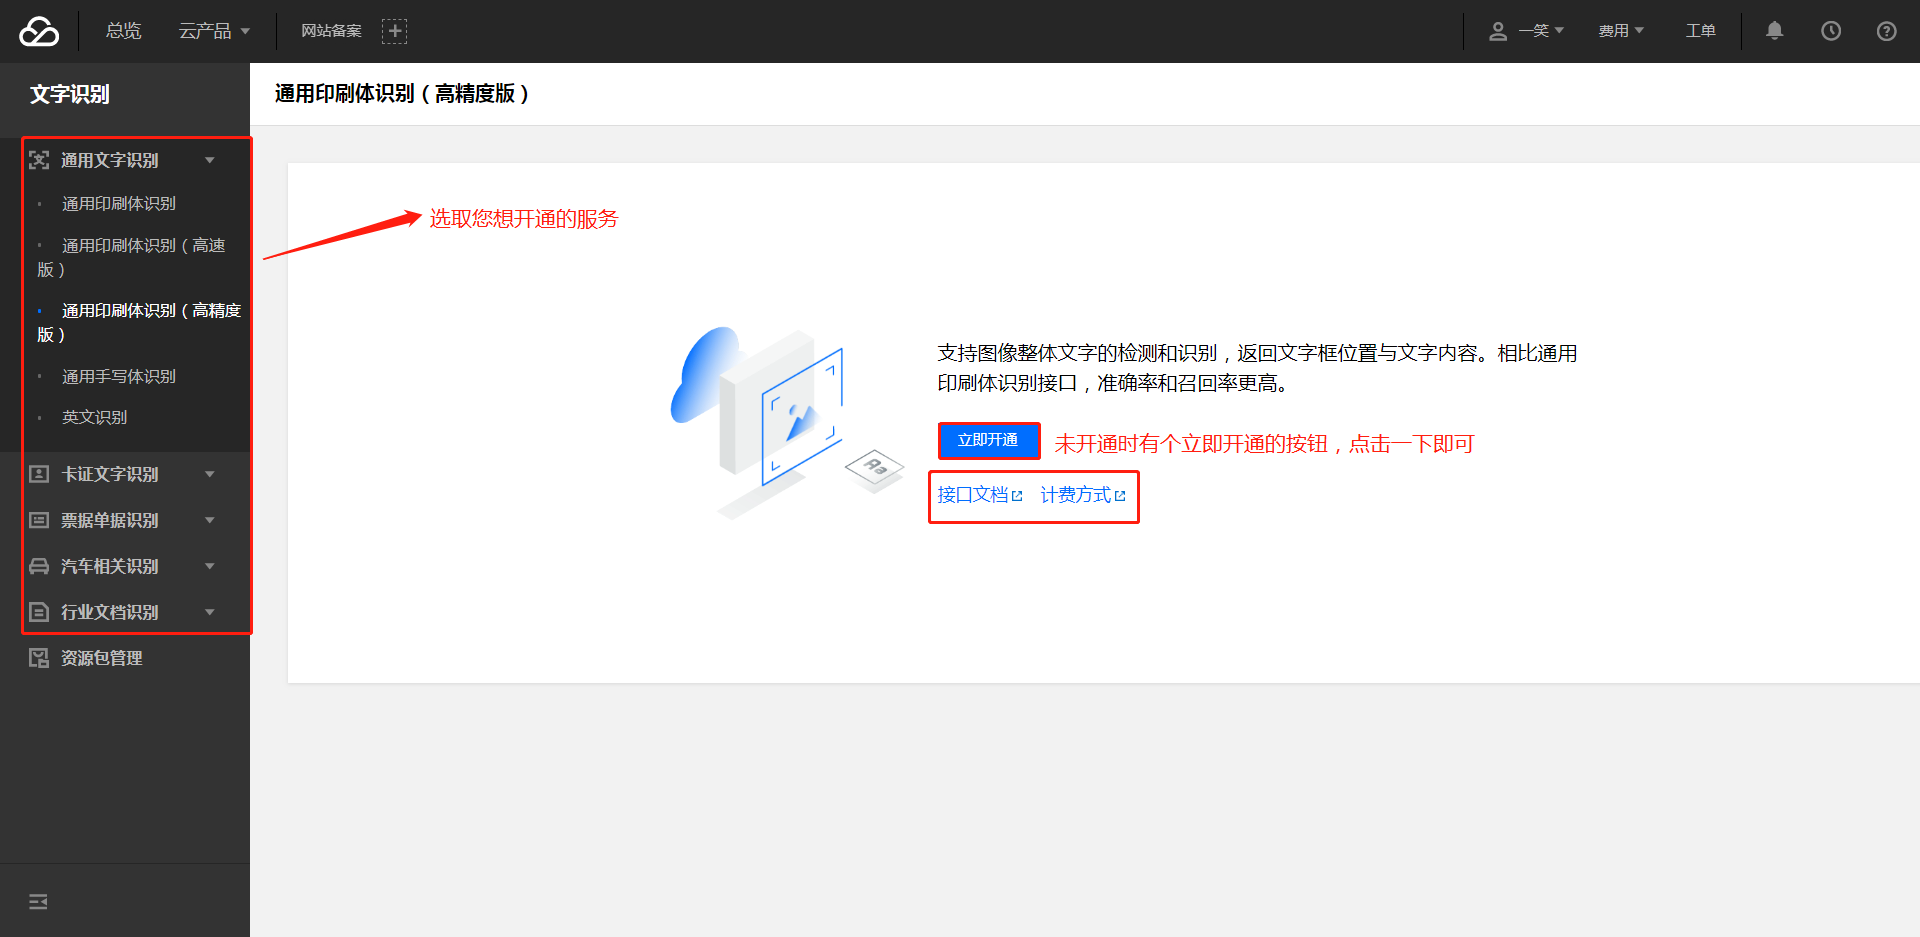 总览
云产品
网站备案
一笑
费用
工单
文字识别
通用文字识别
通用印刷体识别
通用印刷体识别（高速
版）
通用印刷体识别（高精度
版）
通用手写体识别
英文识别
卡证文字识别
票据单据识别
汽车相关识别
行业文档识别
资源包管理
通用印刷体识别（高精度版）
选取您想开通的服务
Aa
支持图像整体文字的检测和识别，返回文字框位置与文字内容。相比通用
印刷体识别接口，准确率和召回率更高。
立即开通
未开通时有个立即开通的按钮，点击一下即可
接口文档
计费方式